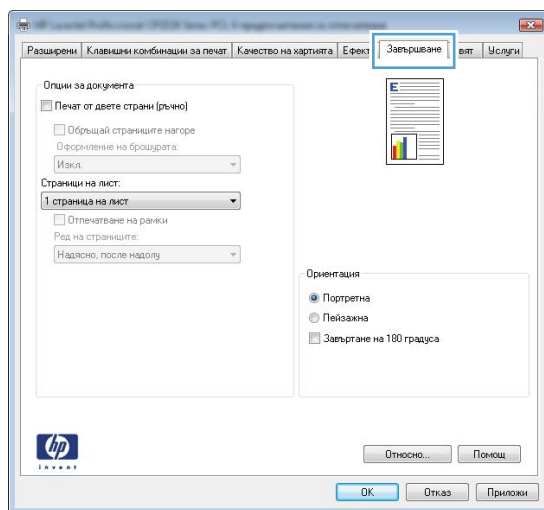 Разширени
Клавишни комбинации за печат
Качество на хартията
Ефект
Завършване
вят
Услуги
Опции за документа
Печат от двете страни (ръчно)
Обръщай страниците нагоре
Оформление на брошурата:
Изкл.
Страници на лист:
1 страница на лист
Отпечатване на рамки
Ред на страниците:
Надясно, после надолу
E
Ориентация
Портретна
Пейзажна
Завъртане на 180 градуса
hp
invent
Относно...
Помощ
OK
Отказ
Приложи